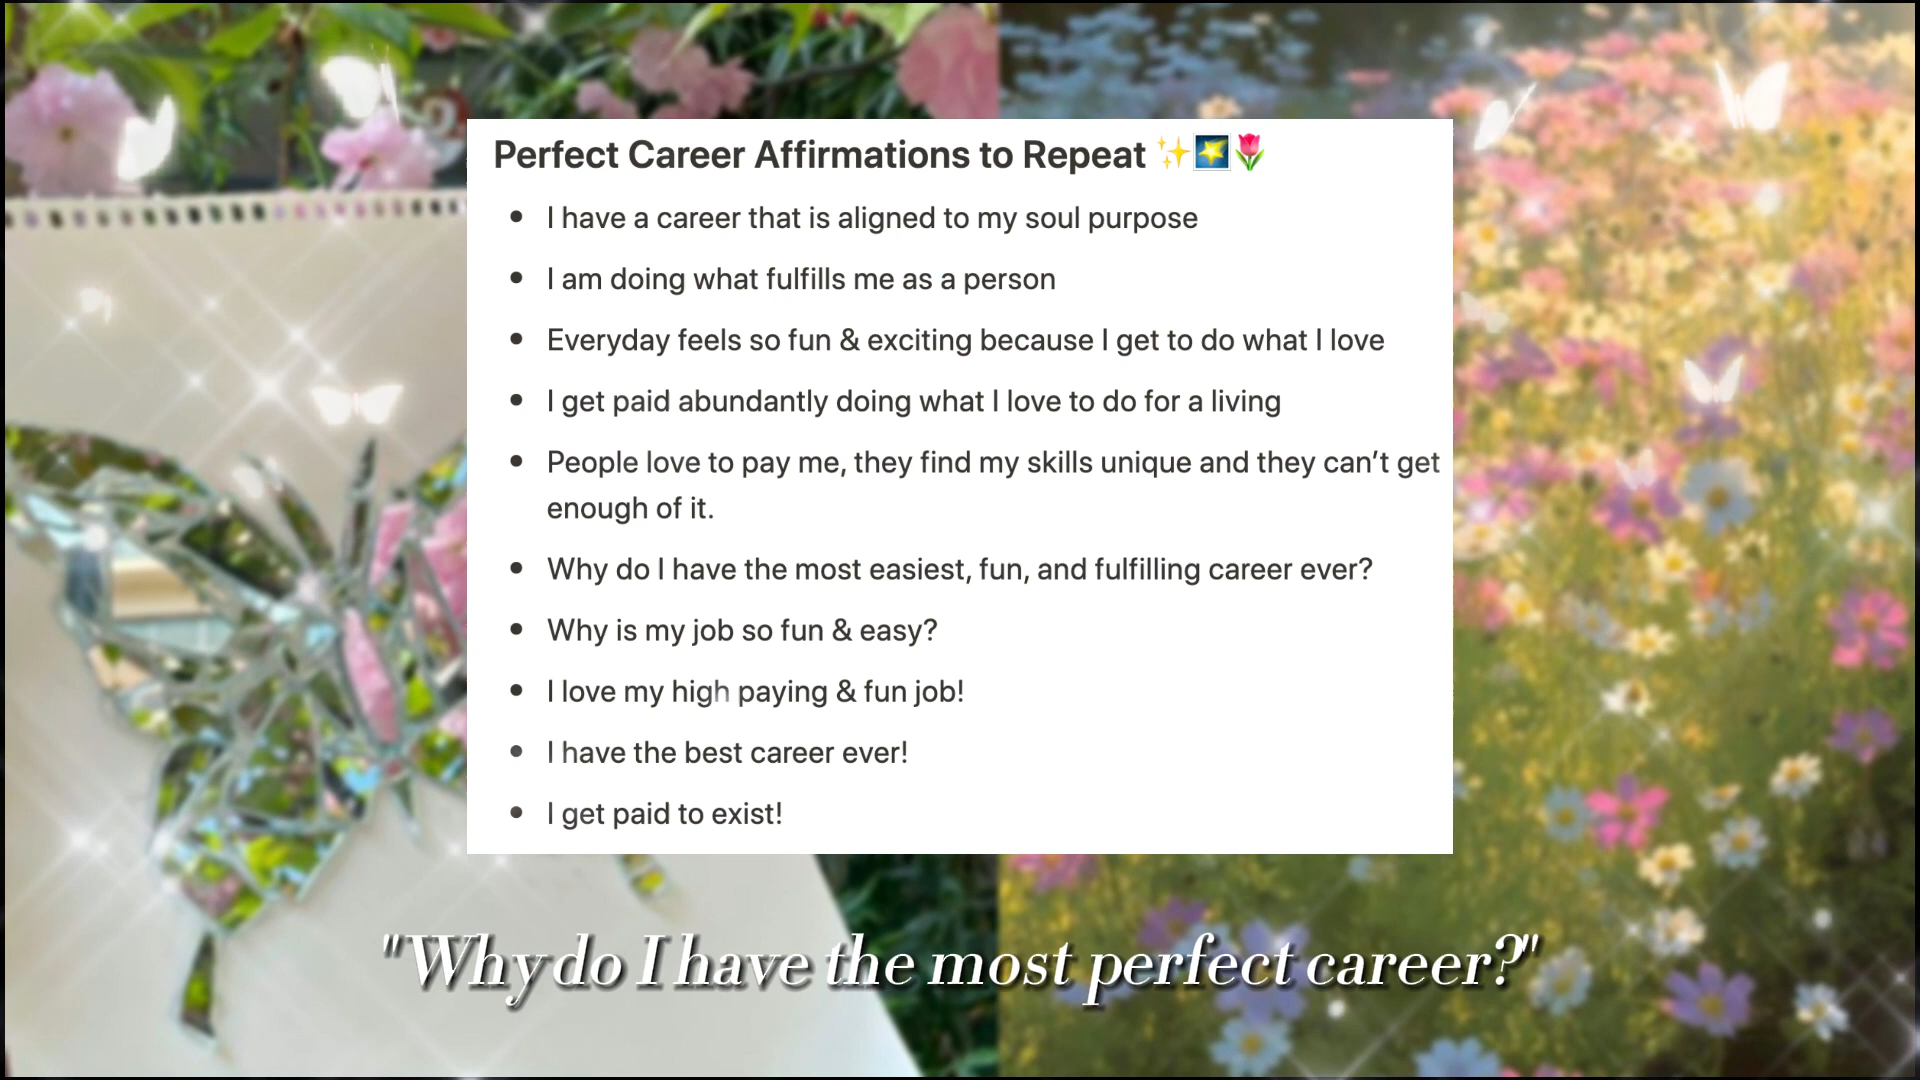 Perfect Career Affirmations to Repeat ✨🌠🌷
• I have a career that is aligned to my soul purpose
• I am doing what fulfills me as a person
• Everyday feels so fun & exciting because I get to do what I love
• I get paid abundantly doing what I love to do for a living
• People love to pay me, they find my skills unique and they can’t get
enough of it.
• Why do I have the most easiest, fun, and fulfilling career ever?
• Why is my job so fun & easy?
• I love my high paying & fun job!
• I have the best career ever!
• I get paid to exist!
"Why do I have the most perfect career?"